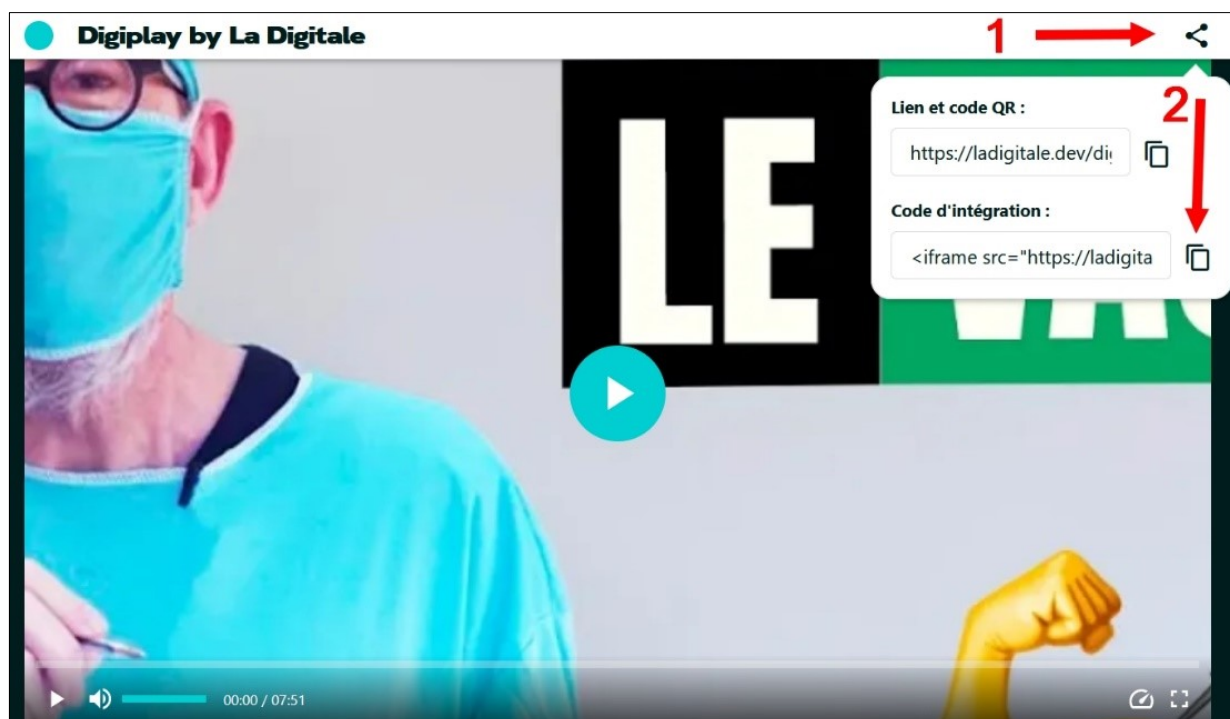 Digiplay by La Digitale
1
2
Lien et code QR :
https://ladigitale.dev/di
Code d'intégration :
<iframe src="https://ladigita
LE
00:00 / 07:51